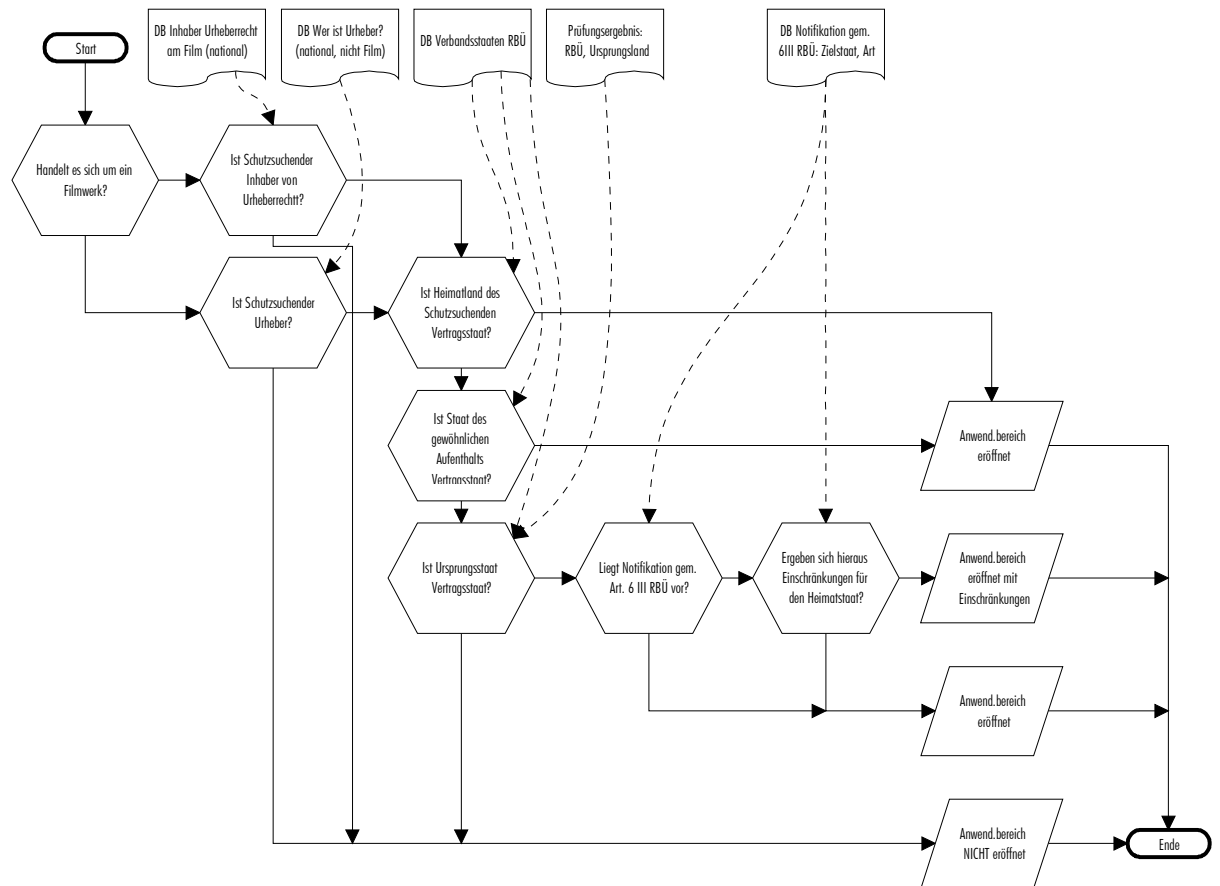 Start
DB Inhaber Urheberrecht
am Film (national)
DB Wer ist Urheber?
(national, nicht Film)
DB Verbandsstaaten RBÜ
Prüfungsergebnis:
RBÜ, Ursprungsland
DB Notifikation gem.
6III RBÜ: Zielstaat, Art
Handelt es sich um ein
Filmwerk?
Ist Schutzsuchender
Inhaber von
Urheberrechtt?
Ist Schutzsuchender
Urheber?
Ist Heimatland des
Schutzsuchenden
Vertragsstaat?
Ist Staat des
gewöhnlichen
Aufenthalts
Vertragsstaat?
Anwend.bereich
eröffnet
Ist Ursprungsstaat
Vertragsstaat?
Liegt Notifikation gem.
Art. 6 III RBÜ vor?
Ergeben sich hieraus
Einschränkungen für
den Heimatstaat?
Anwend.bereich
eröffnet mit
Einschränkungen
Anwend.bereich
eröffnet
Anwend.bereich
NICHT eröffnet
Ende